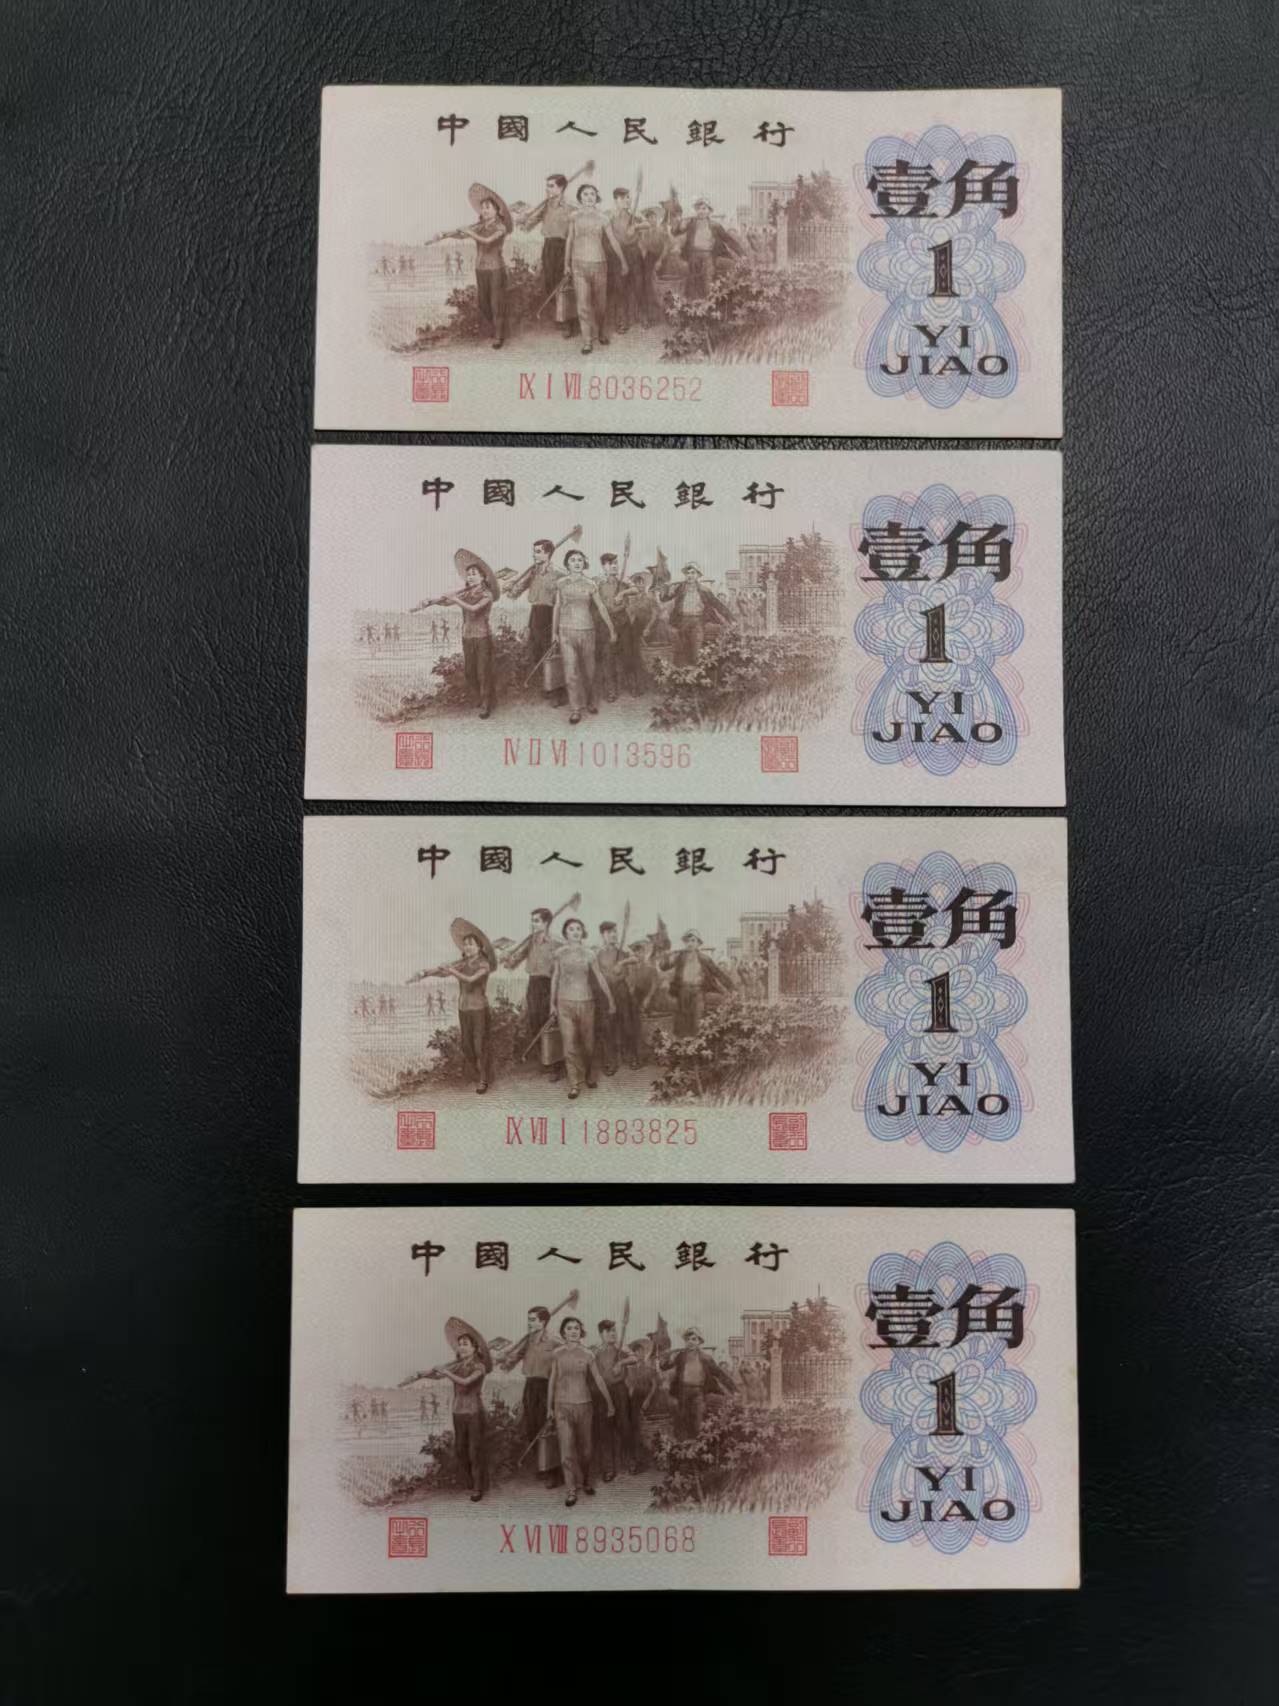 中國人民銀行
壹角
1
YI
JIAO
Ⅸ Ⅰ Ⅶ 8036252
中國人民銀行
壹角
1
YI
JIAO
Ⅳ Ⅱ Ⅵ 1013596
中國人民銀行
壹角
1
YI
JIAO
Ⅸ Ⅶ Ⅰ 1883825
中國人民銀行
壹角
1
YI
JIAO
Ⅹ Ⅵ Ⅷ 8935068